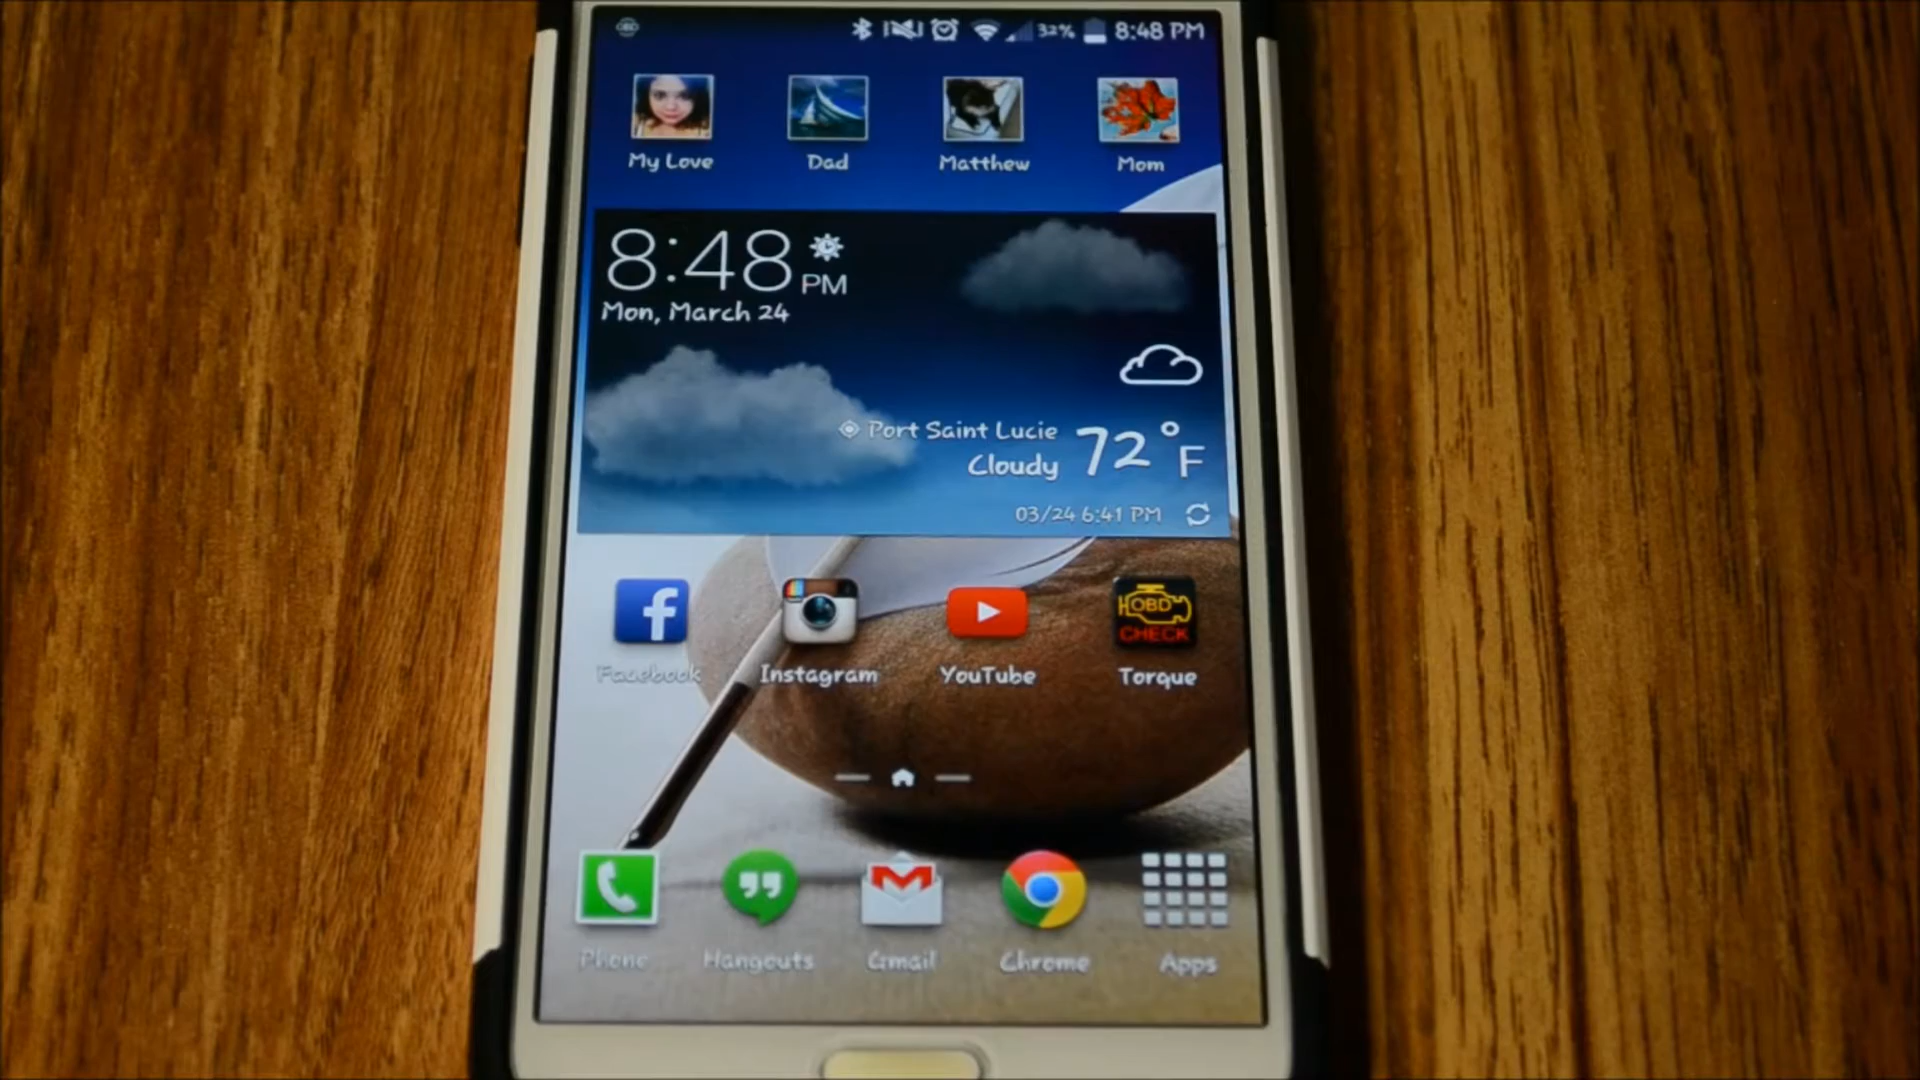 OBD 32% 8:48 PM
My Love Dad Matthew Mom
8:48 PM
Mon, March 24
Port Saint Lucie
Cloudy 72°F
03/24 6:41 PM
OBD
CHECK
Facebook Instagram YouTube Torque
Phone Hangouts Gmail Chrome Apps